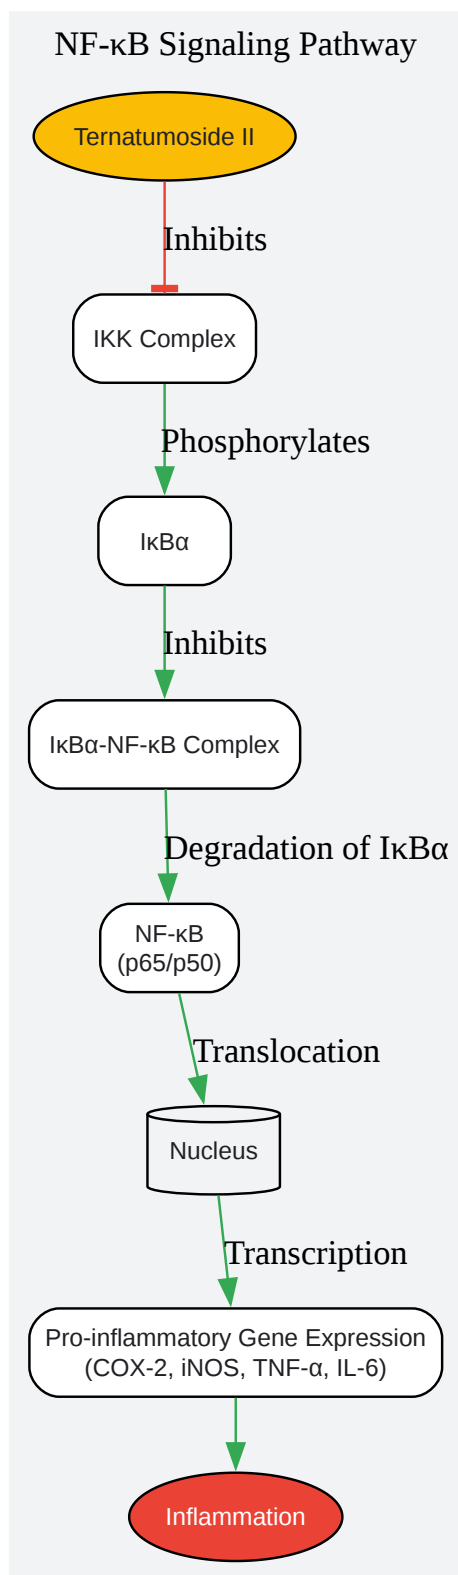 NF-κB Signaling Pathway
Ternatumoside II
Inhibits
IKK Complex
Phosphorylates
IκBα
Inhibits
IκBα-NF-κB Complex
Degradation of IκBα
NF-κB
(p65/p50)
Translocation
Nucleus
Transcription
Pro-inflammatory Gene Expression
(COX-2, iNOS, TNF-α, IL-6)
Inflammation